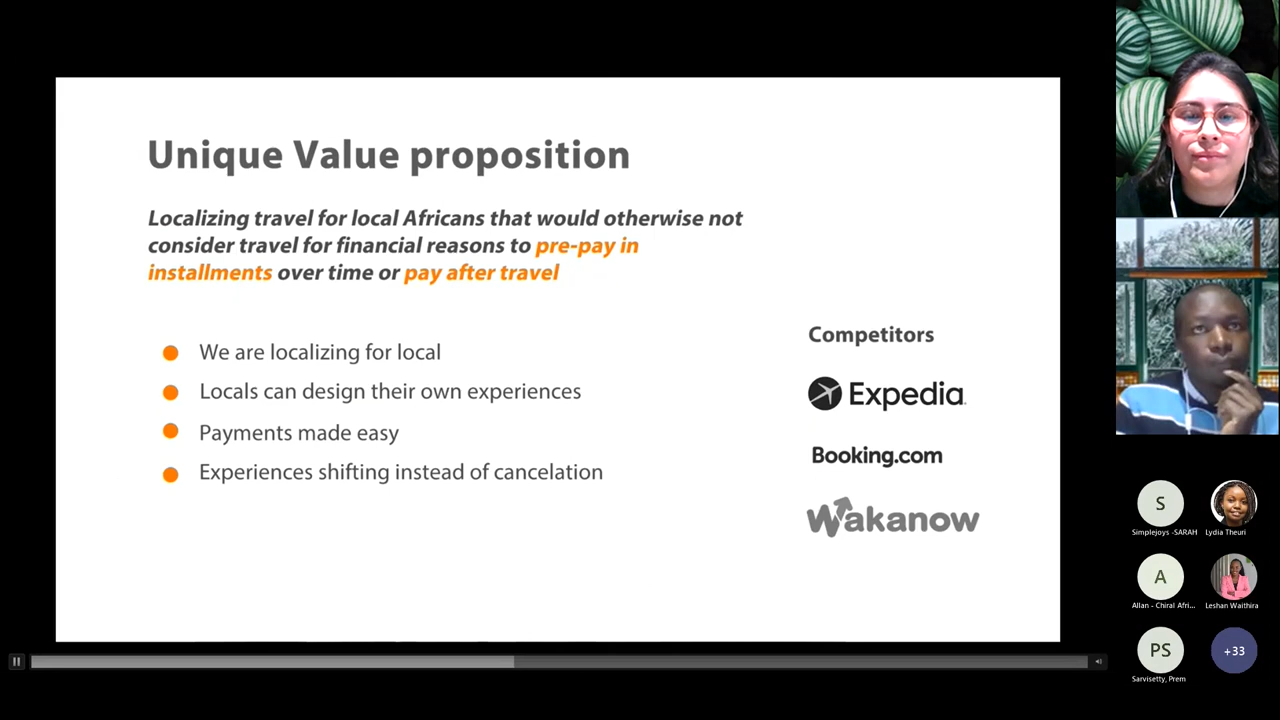 Unique Value proposition
Localizing travel for local Africans that would otherwise not
consider travel for financial reasons to pre-pay in
installments over time or pay after travel
We are localizing for local
Locals can design their own experiences
Payments made easy
Experiences shifting instead of cancelation
Competitors
Expedia
Booking.com
Wakanow
S
Simplejoys -SARAH
Lydia Theuri
A
Allan - Chiral Afri...
Leshan Waithira
PS
+33
Sarvisetty, Prem